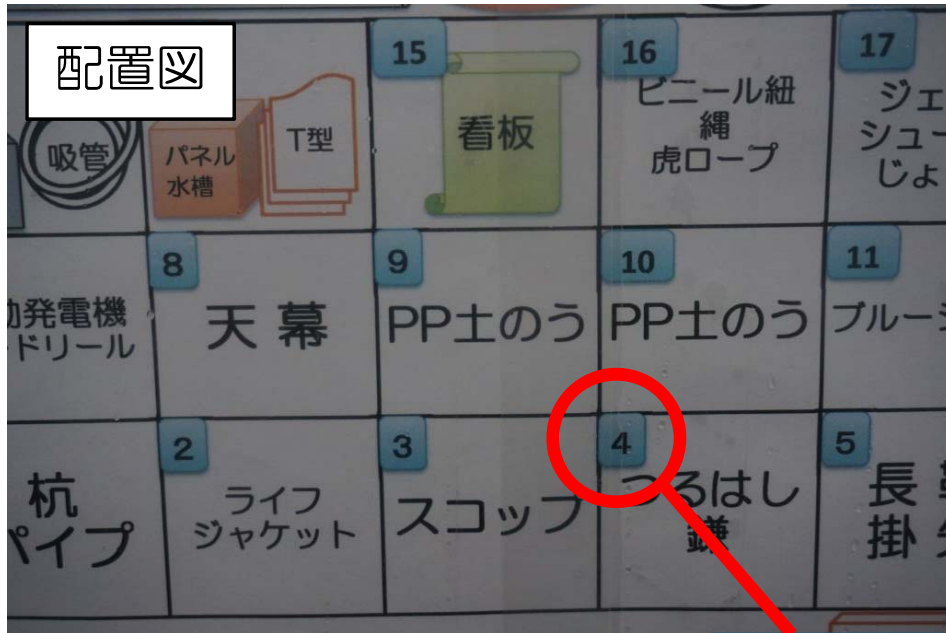 配置図
吸管
パネル
水槽
T型
15
看板
16
ビニール紐
縄
虎ロープ
17
ジェ
シュー
じょ
発電機
ドリール
8
天幕
9
PP土のう
10
PP土のう
11
ブルー
杭
パイプ
2
ライフ
ジャケット
3
スコップ
4
つるはし
鎌
5
長
掛